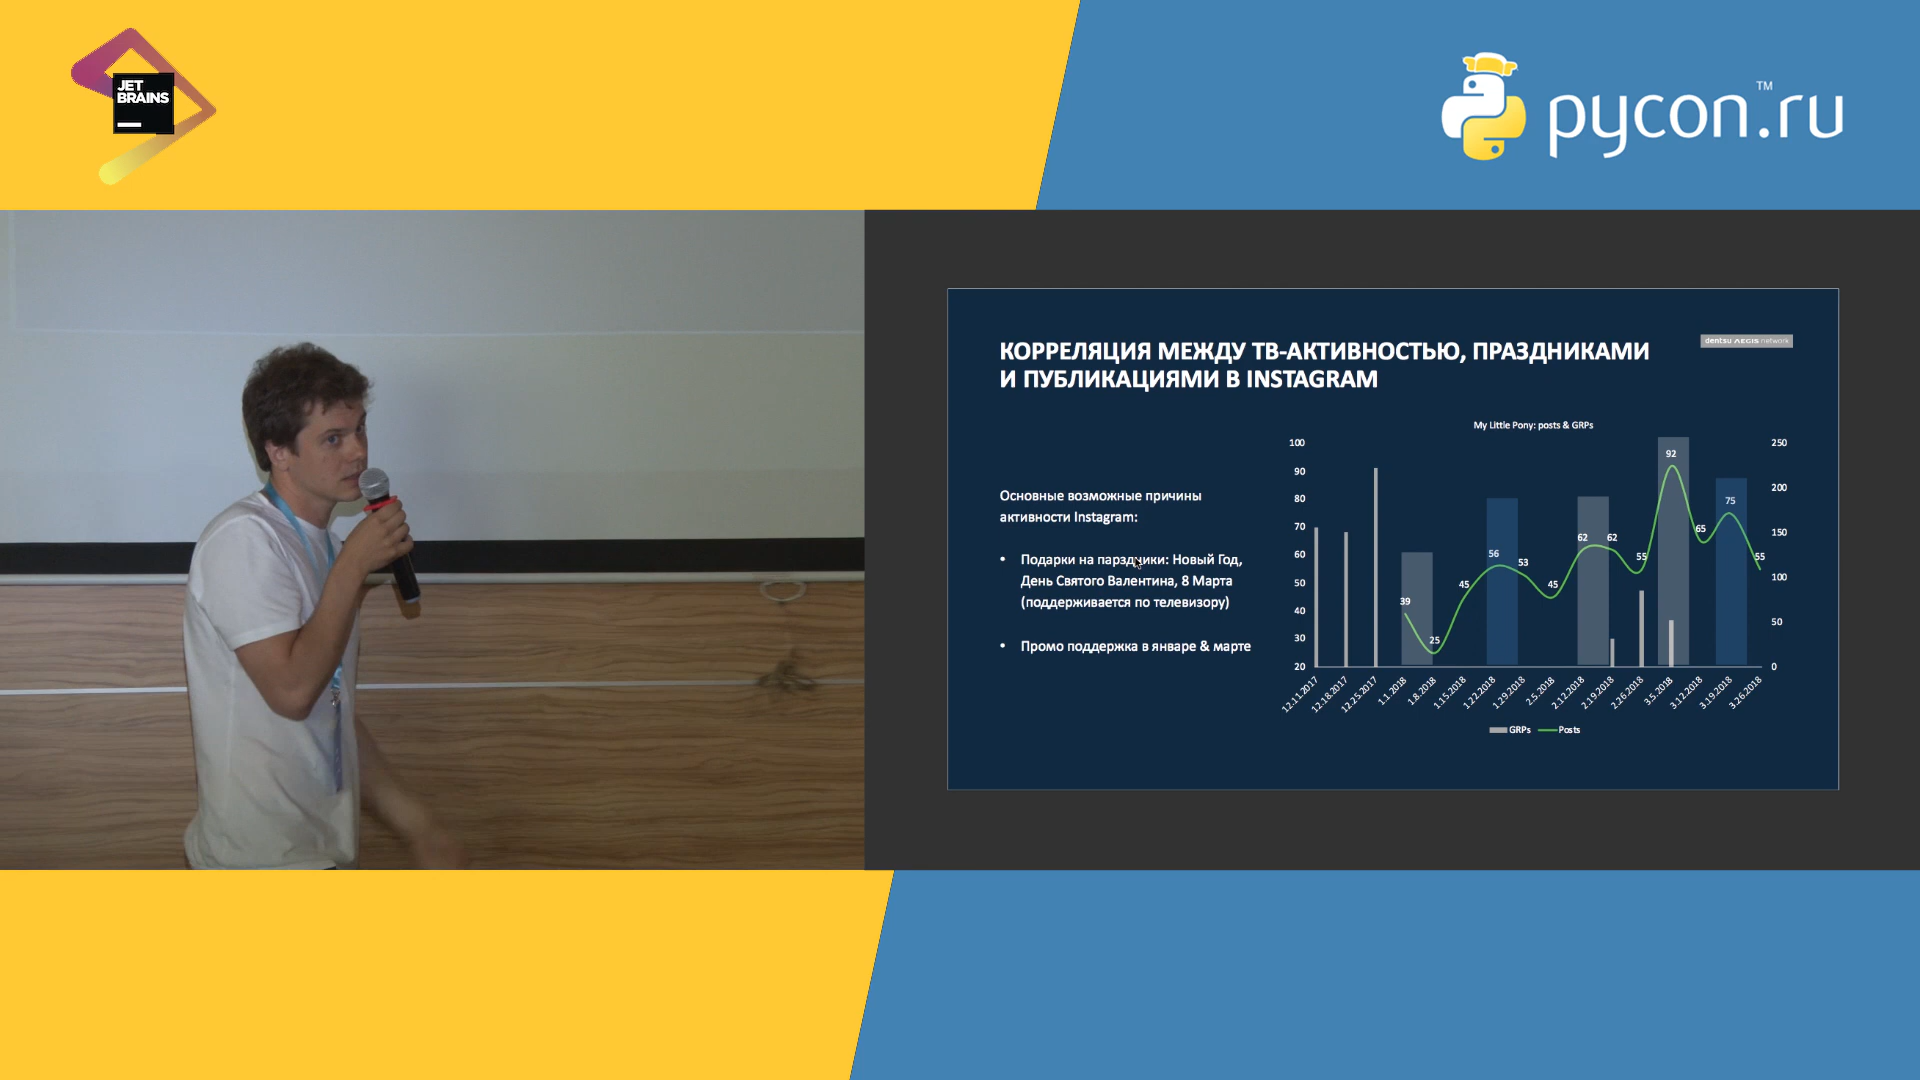 JET
BRAINS
pycon.ru
TM
КОРРЕЛЯЦИЯ МЕЖДУ ТВ-АКТИВНОСТЬЮ, ПРАЗДНИКАМИ
И ПУБЛИКАЦИЯМИ В INSTAGRAM
dentsu AEGIS network
Основные возможные причины
активности Instagram:
• Подарки на парздники: Новый Год,
День Святого Валентина, 8 Марта
(поддерживается по телевизору)
• Промо поддержка в январе & марте
My Little Pony: posts & GRPs
100
90
80
70
60
50
40
30
20
250
200
150
100
50
0
39
25
45
56
53
45
62
62
55
92
65
75
55
12.11.2017
12.18.2017
12.25.2017
1.1.2018
1.8.2018
1.15.2018
1.22.2018
1.29.2018
2.5.2018
2.12.2018
2.19.2018
2.26.2018
3.5.2018
3.12.2018
3.19.2018
3.26.2018
GRPs
Posts